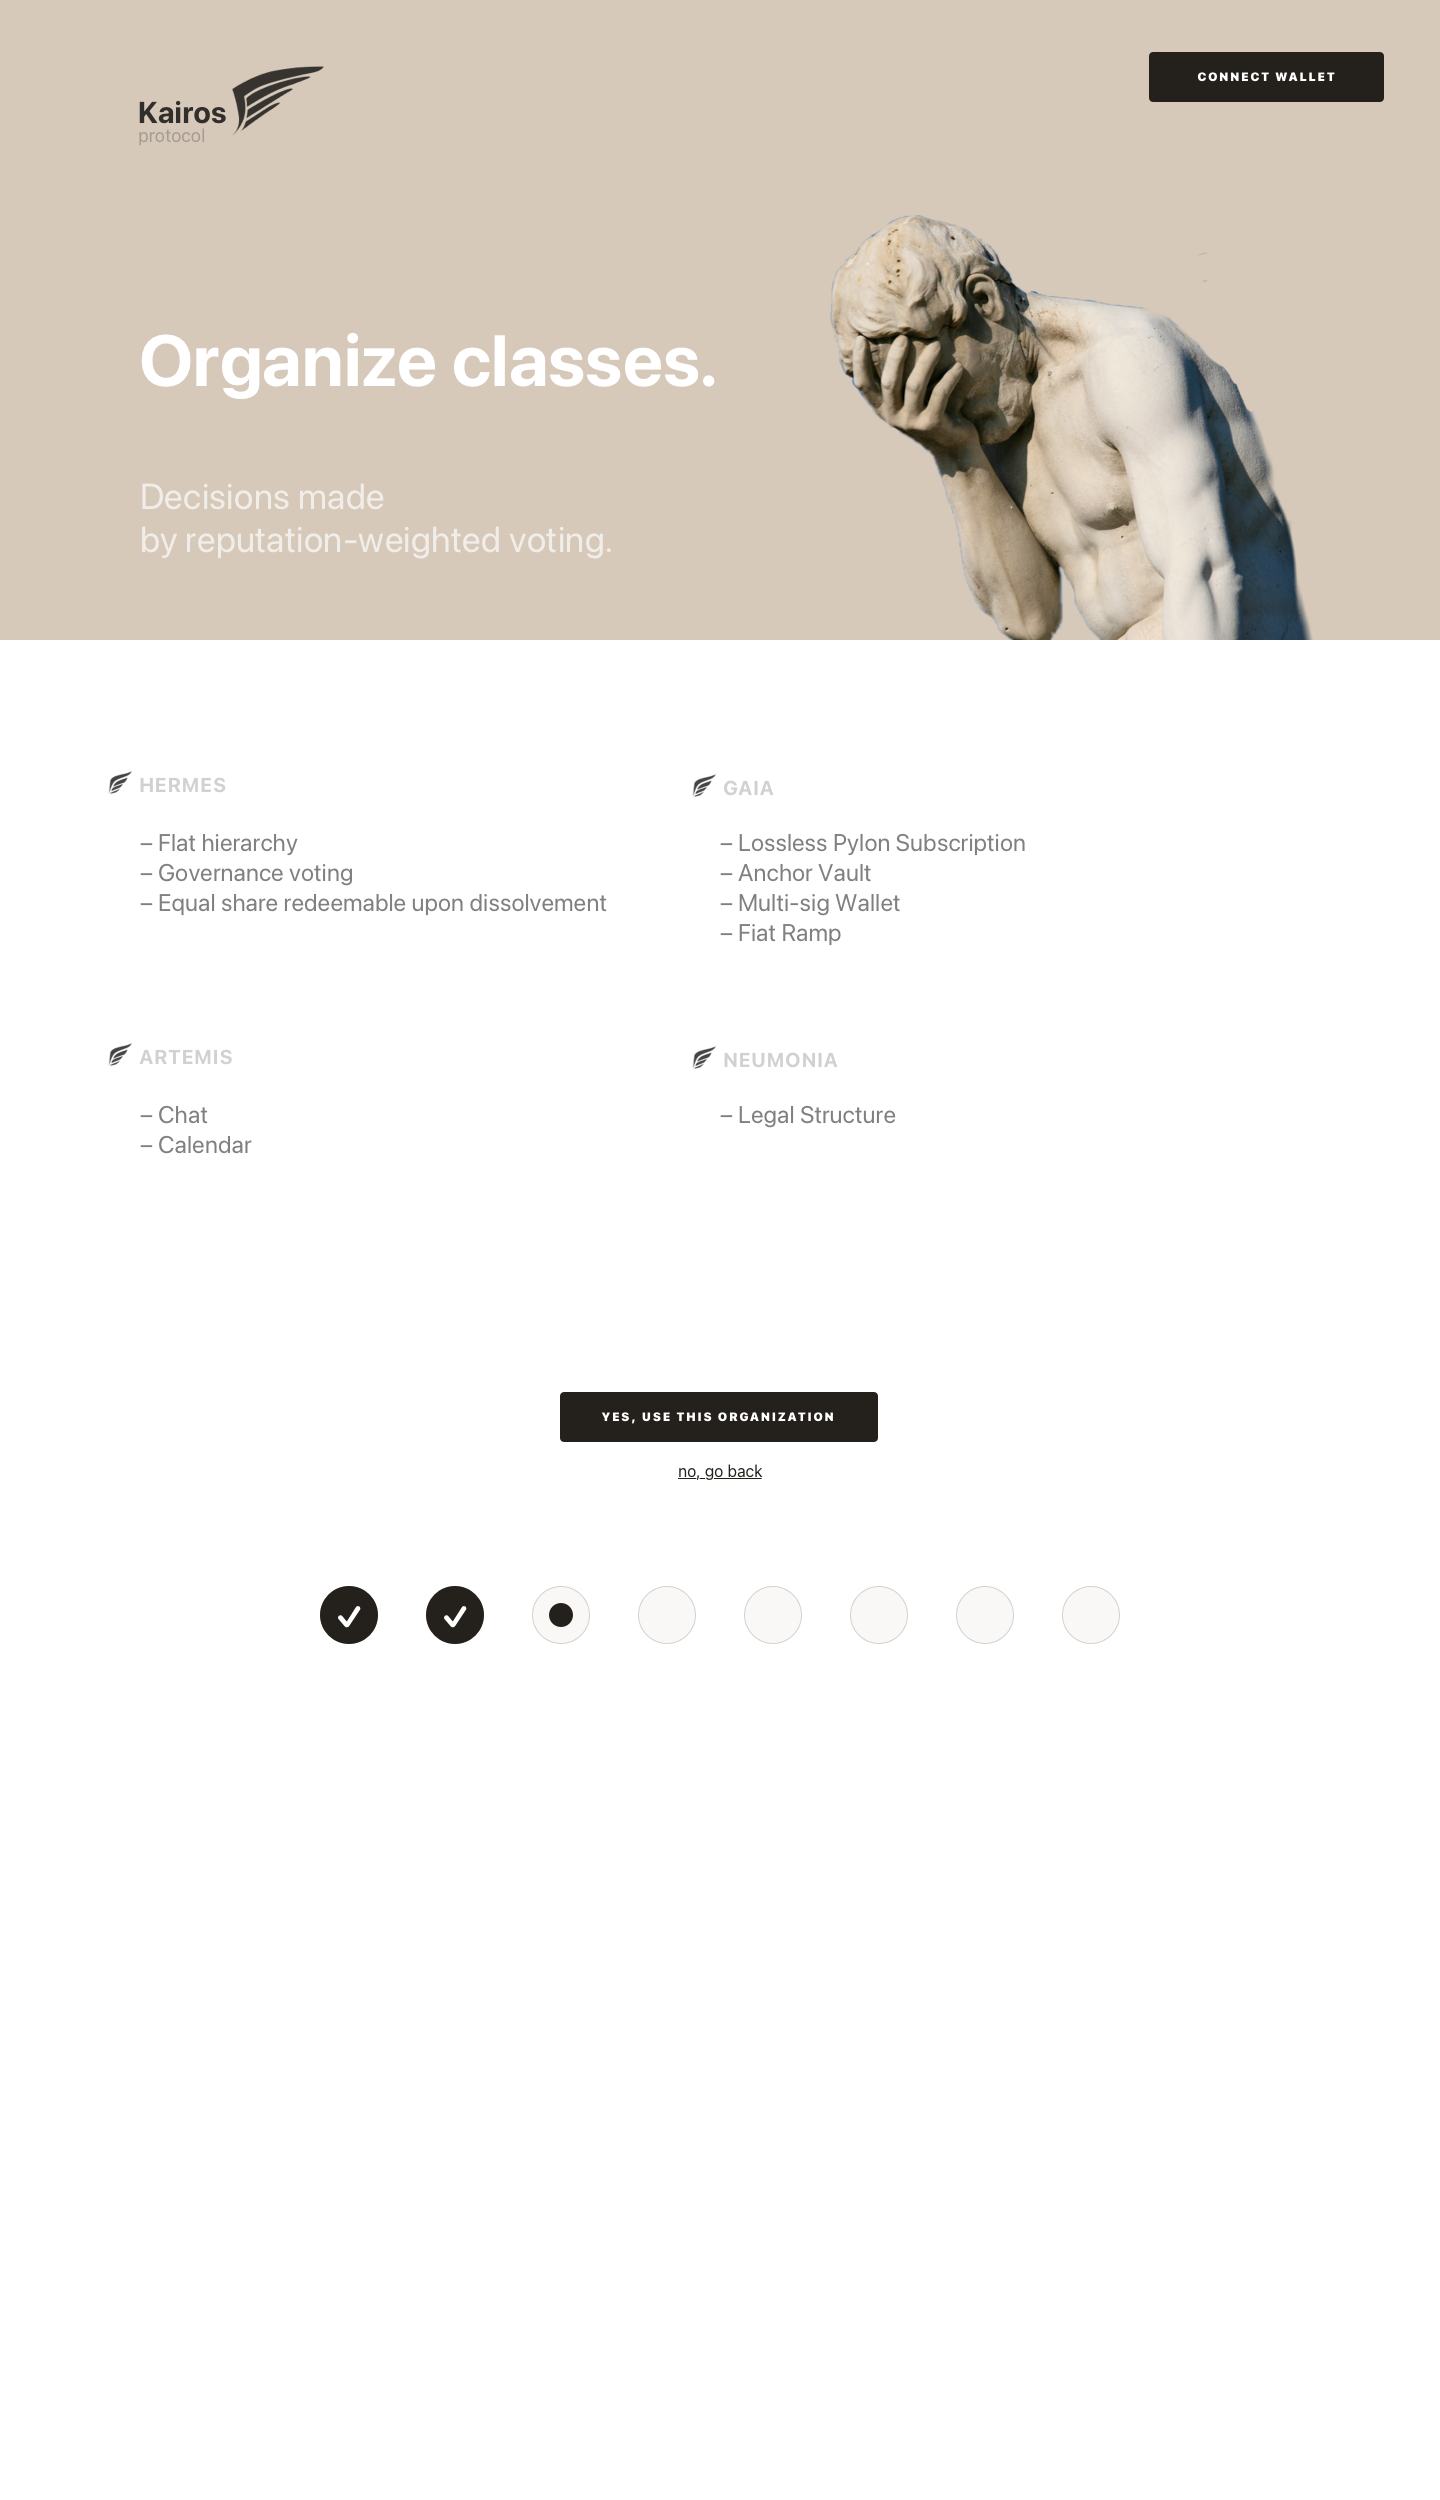 Kairos
protocol
CONNECT WALLET
Organize classes.
Decisions made
by reputation-weighted voting.
HERMES
– Flat hierarchy
– Governance voting
– Equal share redeemable upon dissolvement
GAIA
– Lossless Pylon Subscription
– Anchor Vault
– Multi-sig Wallet
– Fiat Ramp
ARTEMIS
– Chat
– Calendar
NEUMONIA
– Legal Structure
YES, USE THIS ORGANIZATION
no, go back